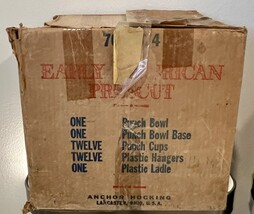 EARLY AMERICAN
PRESCUT
ONE Punch Bowl
ONE Punch Bowl Base
TWELVE Punch Cups
TWELVE Plastic Hangers
ONE Plastic Ladle
ANCHOR HOCKING
LANCASTER, OHIO, U.S.A.